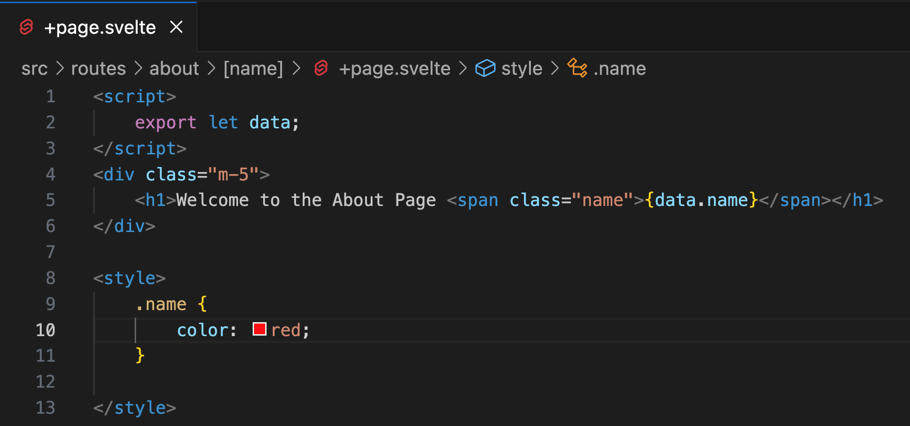 +page.svelte ×
src > routes > about > [name] > +page.svelte > style > .name
1 <script>
2     export let data;
3 </script>
4 <div class="m-5">
5     <h1>Welcome to the About Page <span class="name">{data.name}</span></h1>
6 </div>
7
8 <style>
9     .name {
10         color: red;
11     }
12
13 </style>